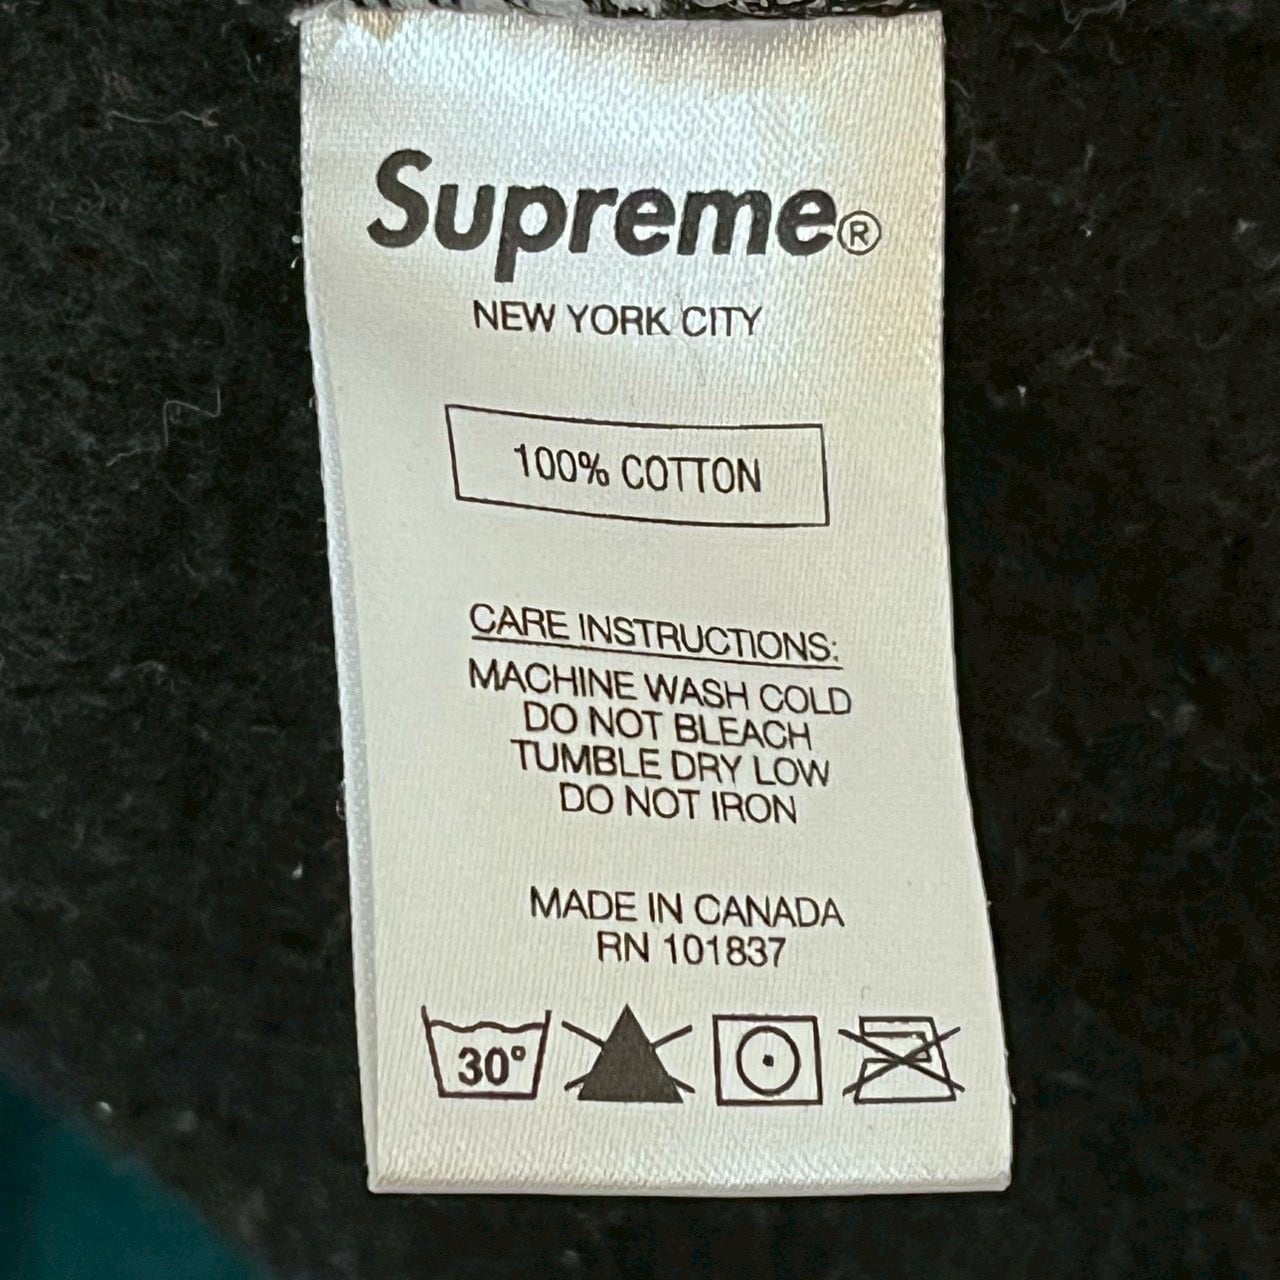 Supreme®
NEW YORK CITY
100% COTTON
CARE INSTRUCTIONS:
MACHINE WASH COLD
DO NOT BLEACH
TUMBLE DRY LOW
DO NOT IRON
MADE IN CANADA
RN 101837
30°